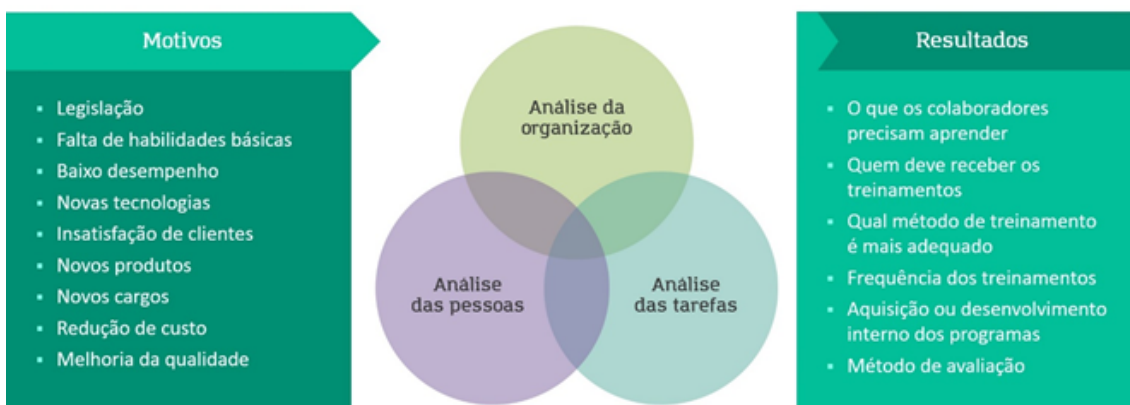 Motivos
▪ Legislação
▪ Falta de habilidades básicas
▪ Baixo desempenho
▪ Novas tecnologias
▪ Insatisfação de clientes
▪ Novos produtos
▪ Novos cargos
▪ Redução de custo
▪ Melhoria da qualidade
Análise da
organização
Análise
das pessoas
Análise
das tarefas
Resultados
▪ O que os colaboradores
precisam aprender
▪ Quem deve receber os
treinamentos
▪ Qual método de treinamento
é mais adequado
▪ Frequência dos treinamentos
▪ Aquisição ou desenvolvimento
interno dos programas
▪ Método de avaliação